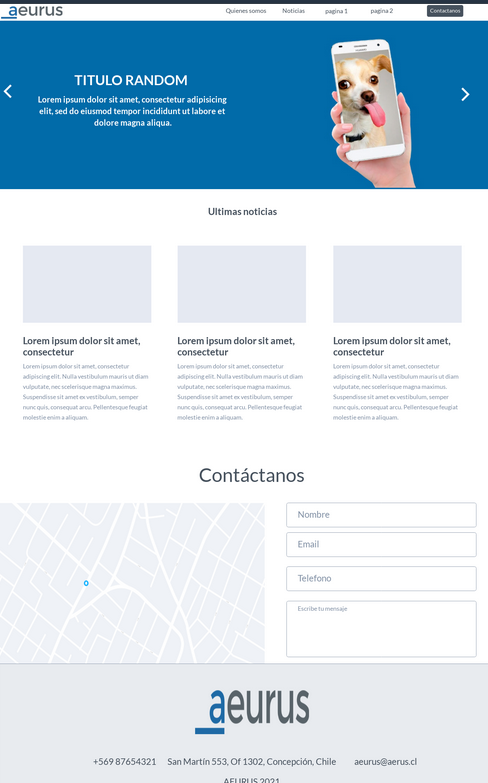 aeurus
Quienes somos Noticias pagina 1 pagina 2 Contactanos
TITULO RANDOM
Lorem ipsum dolor sit amet, consectetur adipisicing
elit, sed do eiusmod tempor incididunt ut labore et
dolore magna aliqua.
Ultimas noticias
Lorem ipsum dolor sit amet,
consectetur
Lorem ipsum dolor sit amet, consectetur
adipiscing elit. Nulla vestibulum mauris ut diam
vulputate, nec scelerisque magna maximus.
Suspendisse sit amet ex vestibulum, semper
nunc quis, consequat arcu. Pellentesque feugiat
molestie enim a aliquam.
Lorem ipsum dolor sit amet,
consectetur
Lorem ipsum dolor sit amet, consectetur
adipiscing elit. Nulla vestibulum mauris ut diam
vulputate, nec scelerisque magna maximus.
Suspendisse sit amet ex vestibulum, semper
nunc quis, consequat arcu. Pellentesque feugiat
molestie enim a aliquam.
Lorem ipsum dolor sit amet,
consectetur
Lorem ipsum dolor sit amet, consectetur
adipiscing elit. Nulla vestibulum mauris ut diam
vulputate, nec scelerisque magna maximus.
Suspendisse sit amet ex vestibulum, semper
nunc quis, consequat arcu. Pellentesque feugiat
molestie enim a aliquam.
Contáctanos
Nombre
Email
Telefono
Escribe tu mensaje
aeurus
+569 87654321 San Martín 553, Of 1302, Concepción, Chile aeurus@aerus.cl
AEURUS 2021